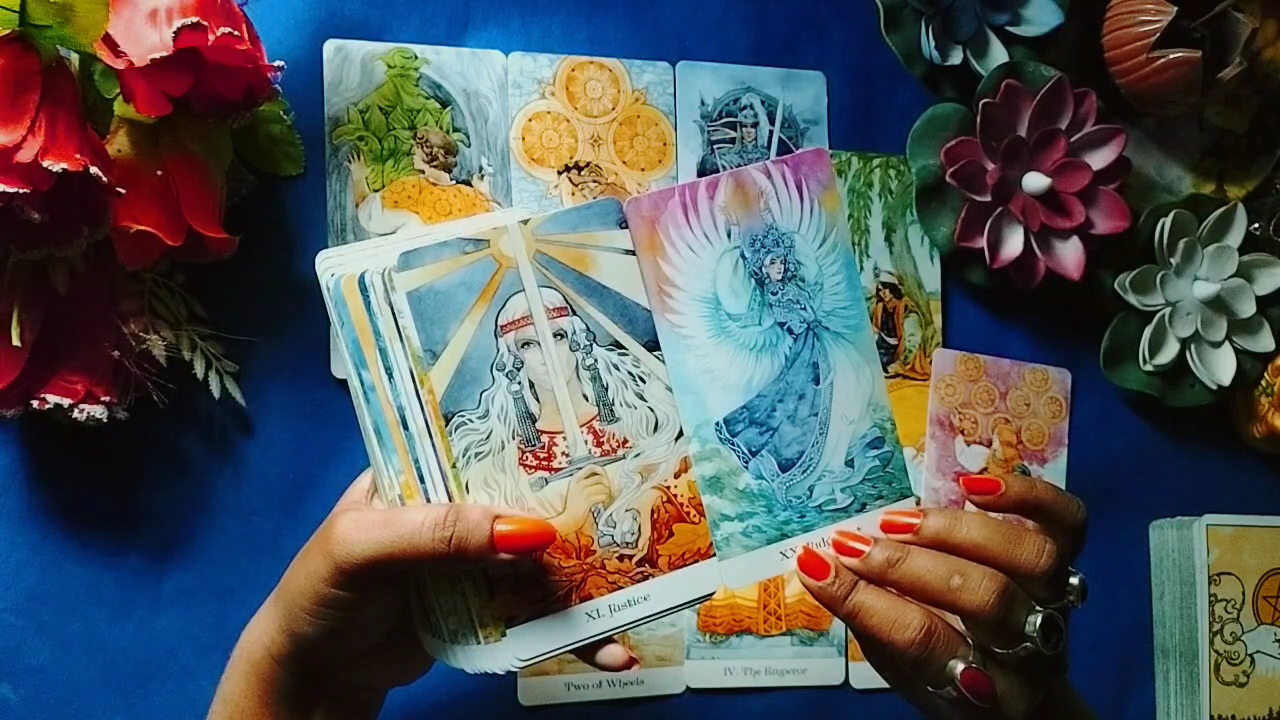 XI. Justice
Two of Wheels
IV. The Emperor